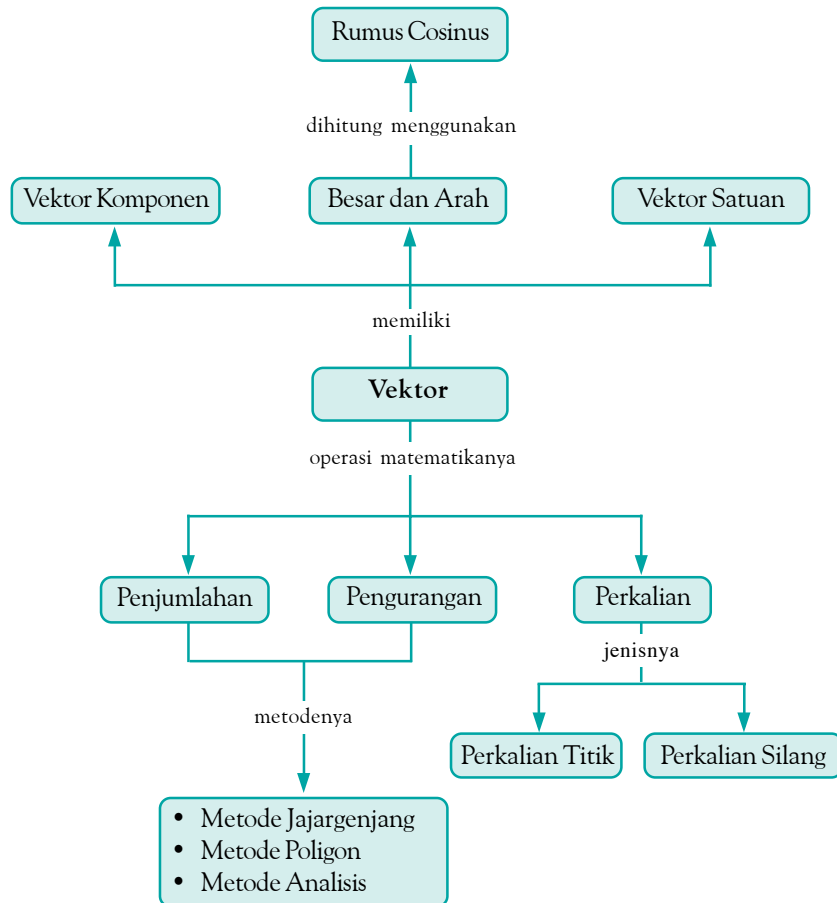 Rumus Cosinus
dihitung menggunakan
Vektor Komponen
Besar dan Arah
Vektor Satuan
memiliki
Vektor
operasi matematikanya
Penjumlahan
Pengurangan
Perkalian
jenisnya
metodenya
Perkalian Titik
Perkalian Silang
• Metode Jajargenjang
• Metode Poligon
• Metode Analisis